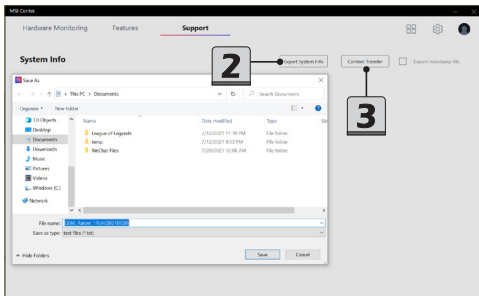 MSI Center
Hardware Monitoring Features Support
System Info
2
Export System Info
Content Transfer
Export minidump file
3
Save As
This PC > Documents
Search Documents
Organize New folder
Name Date modified Type
3D Objects
Desktop
Documents
Downloads
Music
Pictures
Videos
Windows (C:)
Network
League of Legends 7/12/2021 11:39 AM File folder
temp 7/12/2021 9:53 PM File folder
WeChat Files 7/20/2021 12:06 AM File folder
File name:
Save as type: text files (*.txt)
Hide Folders
Save Cancel